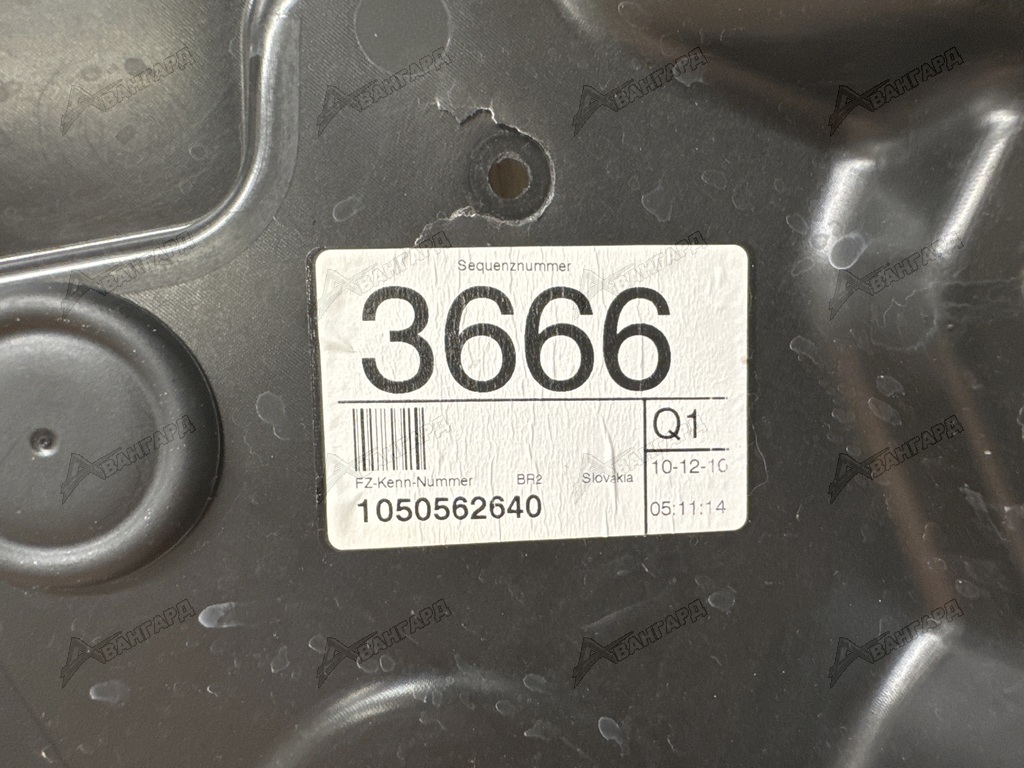 Sequenznummer
3666
Q1
FZ-Kenn-Nummer BR2 Slovakia
10-12-10
1050562640
05:11:14
АВАНГАРД